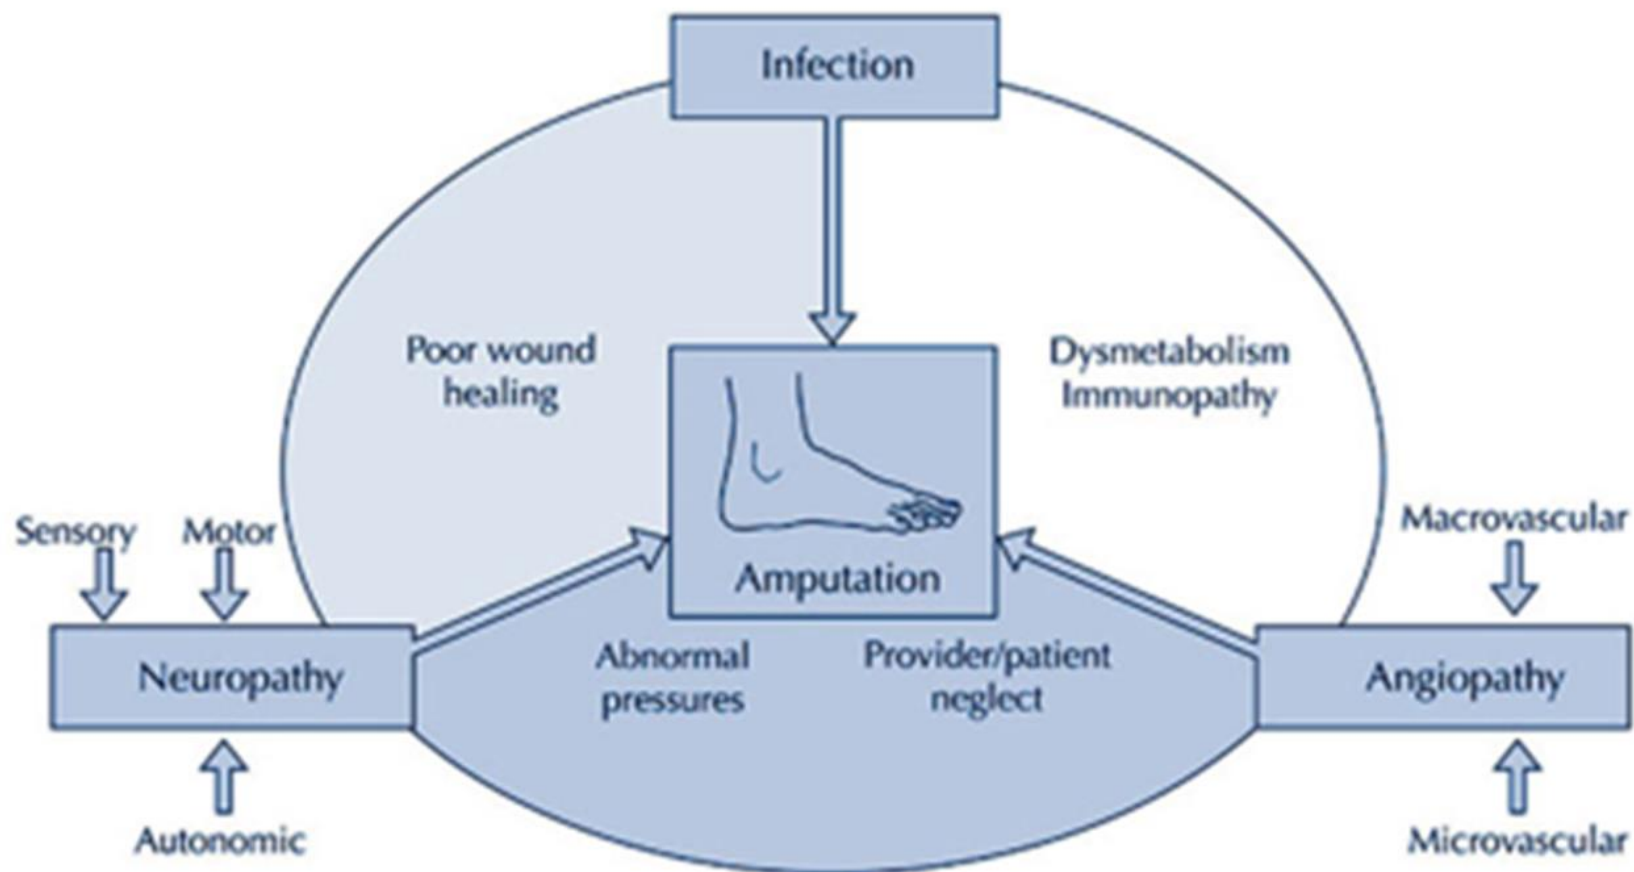 Infection
Poor wound
healing
Dysmetabolism
Immunopathy
Sensory
Motor
Macrovascular
Amputation
Neuropathy
Abnormal
pressures
Provider/patient
neglect
Angiopathy
Autonomic
Microvascular